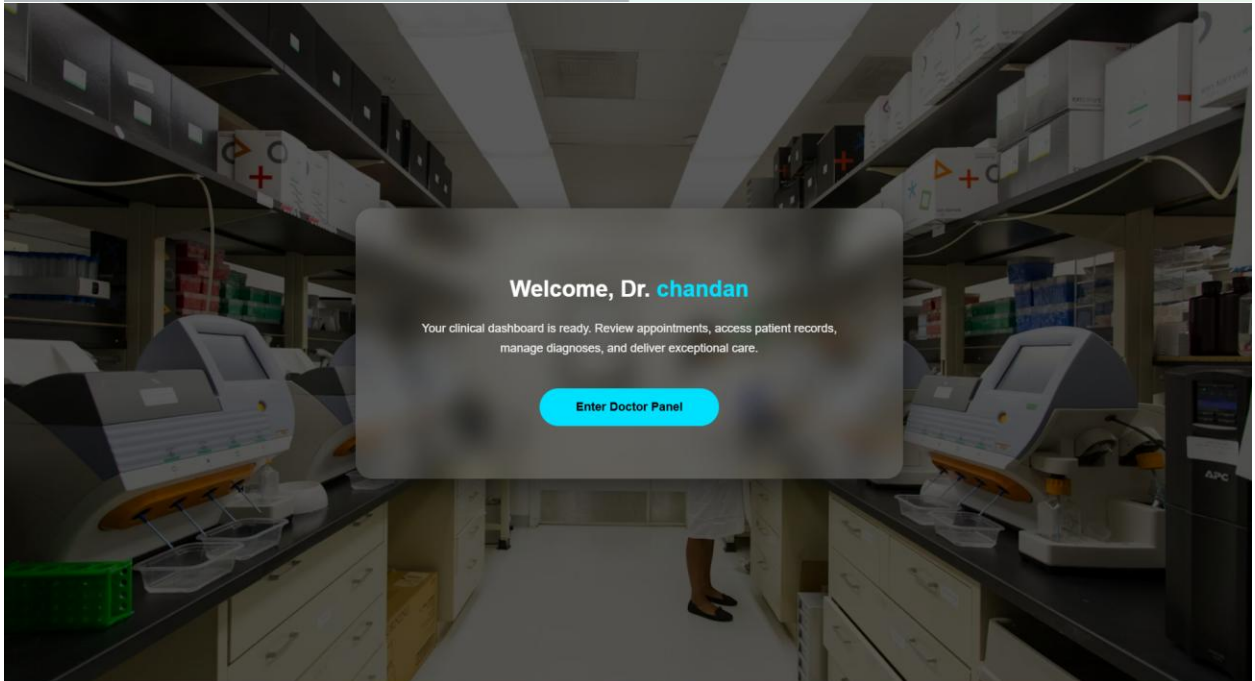 Welcome, Dr. chandan
Your clinical dashboard is ready. Review appointments, access patient records,
manage diagnoses, and deliver exceptional care.
Enter Doctor Panel
APC